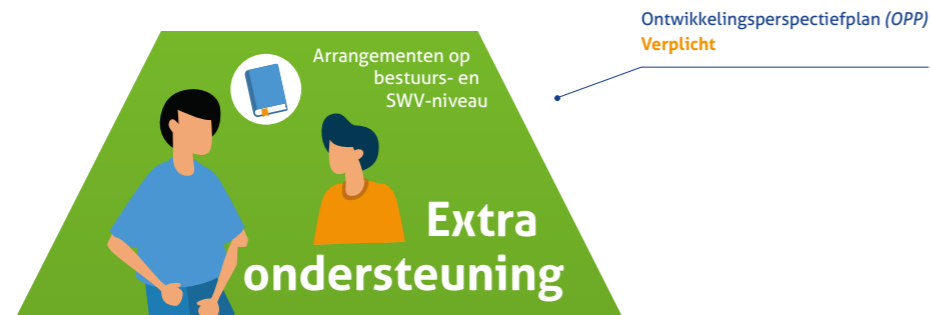 Ontwikkelingsperspectiefplan (OPP)
Verplicht
Arrangementen op
bestuurs- en
SWV-niveau
Extra
ondersteuning